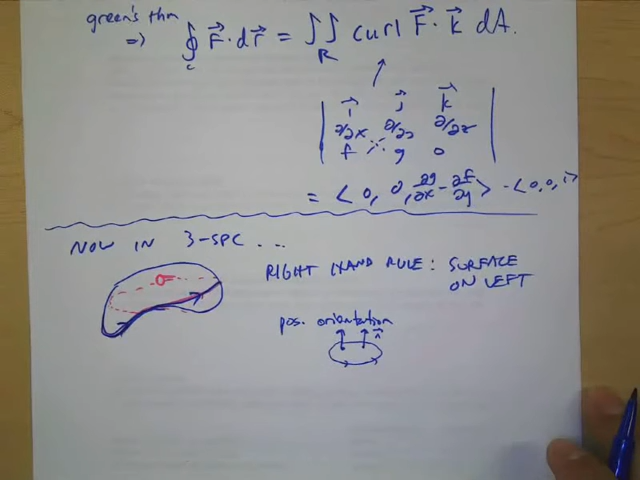 green's thm
⇒ ∮_C F⃗ · dr⃗ = ∬_R curl F⃗ · k⃗ dA.
| i⃗ j⃗ k⃗ |
| ∂/∂x ∂/∂y ∂/∂z |
| f g 0 |
= < 0, 0, ∂g/∂x - ∂f/∂y > · <0,0,1>
NOW IN 3-SPC ...
σ
RIGHT HAND RULE: SURFACE
ON LEFT
pos. orientation
n⃗